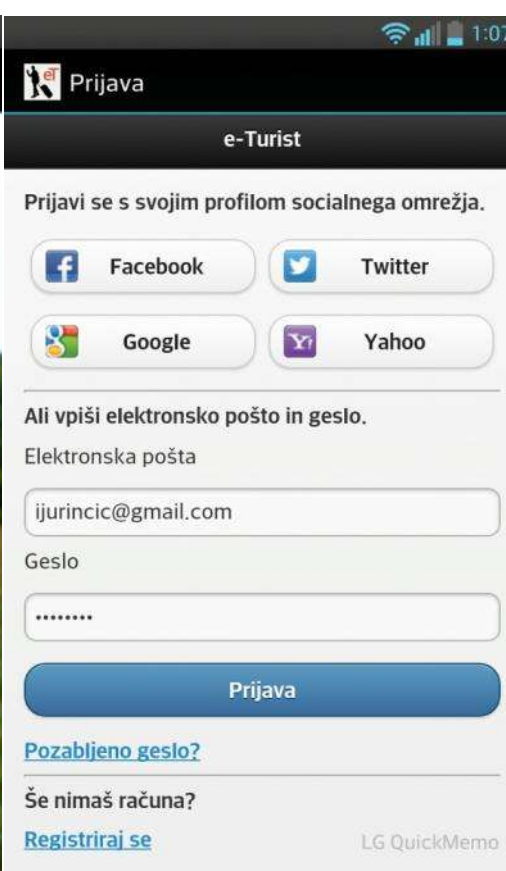 1:07
eT Prijava
e-Turist
Prijavi se s svojim profilom socialnega omrežja.
Facebook Twitter
Google Yahoo
Ali vpiši elektronsko pošto in geslo.
Elektronska pošta
ijurincic@gmail.com
Geslo
••••••••
Prijava
Pozabljeno geslo?
Še nimaš računa?
Registriraj se
LG QuickMemo